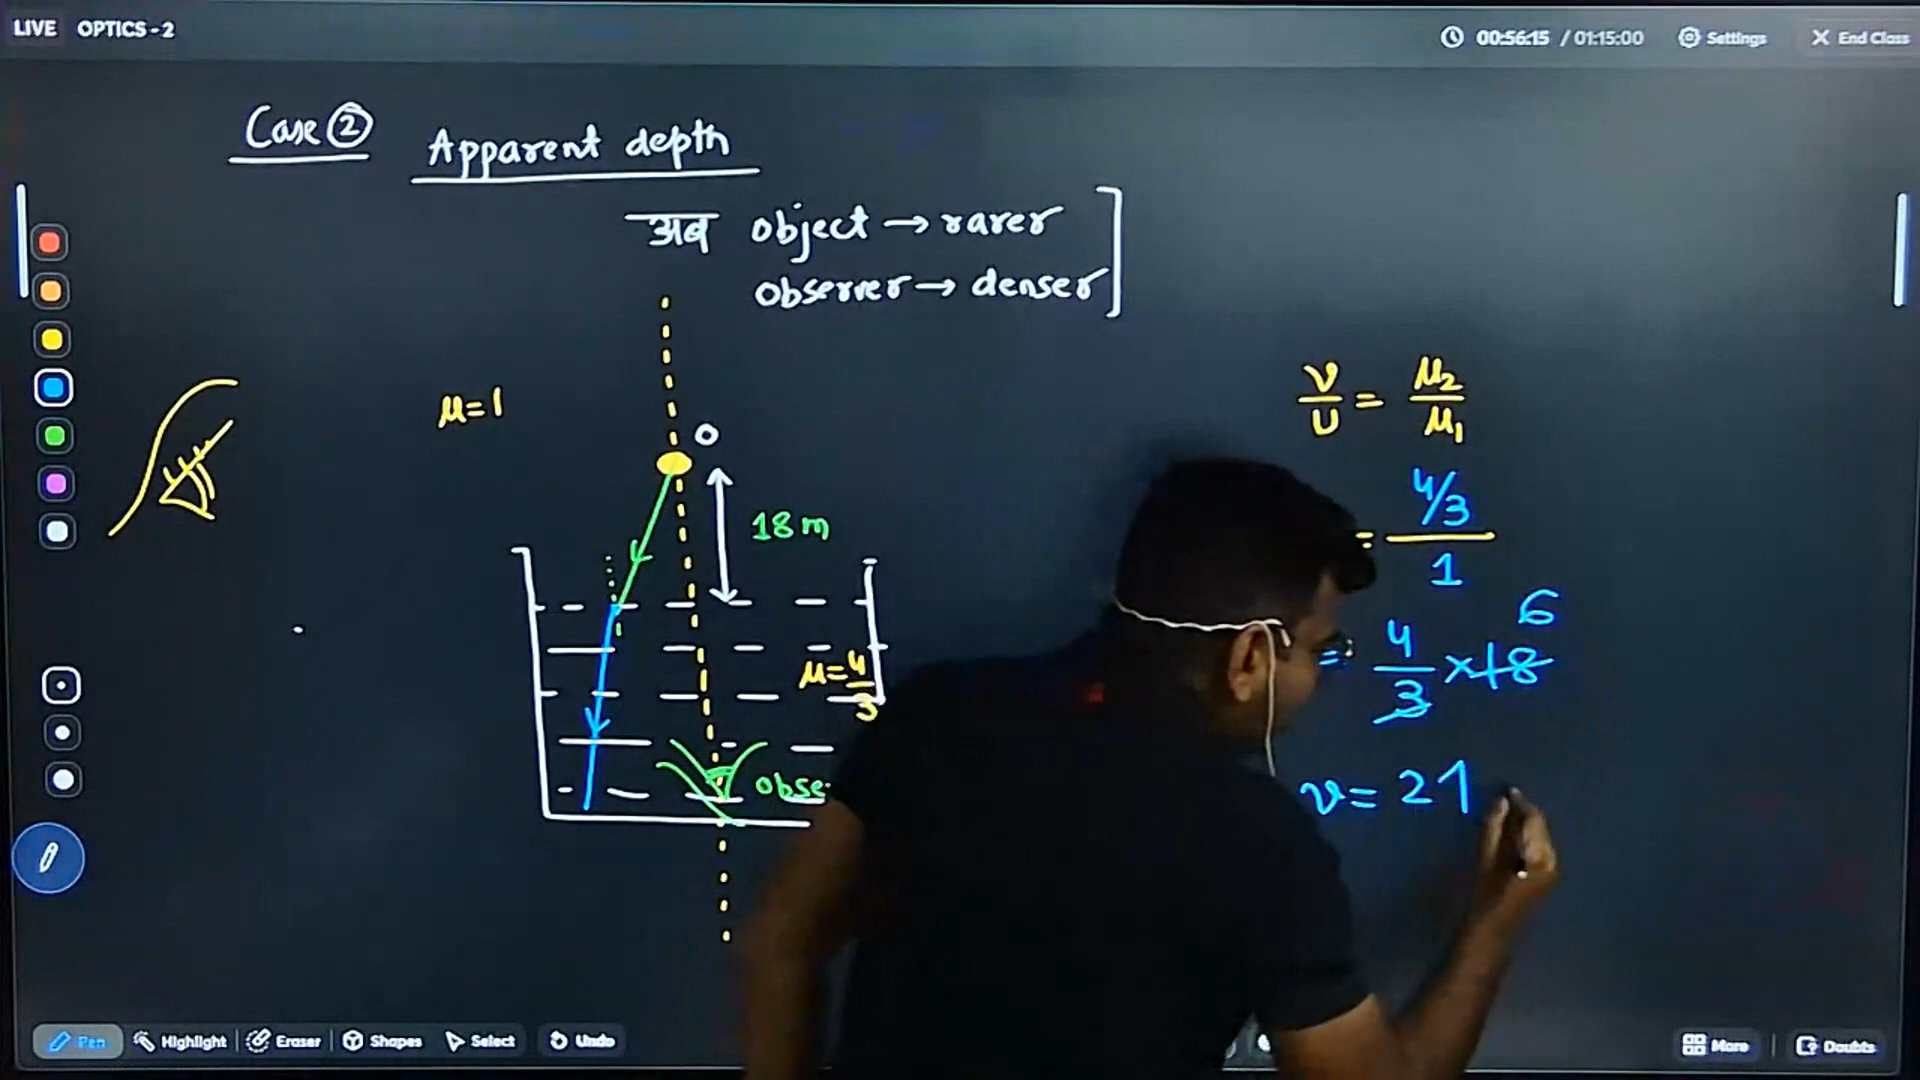 LIVE OPTICS - 2
00:56:15 / 01:15:00 Settings End Class
Case 2 Apparent depth
अब object → rarer
observer → denser
μ=1
O
18 m
μ=4/3
obse
ν/υ = μ2/μ1
= 4/3 / 1
= 4/3 × 18 6
ν = 21
Pen Highlight Eraser Shapes Select Undo
More Doubts